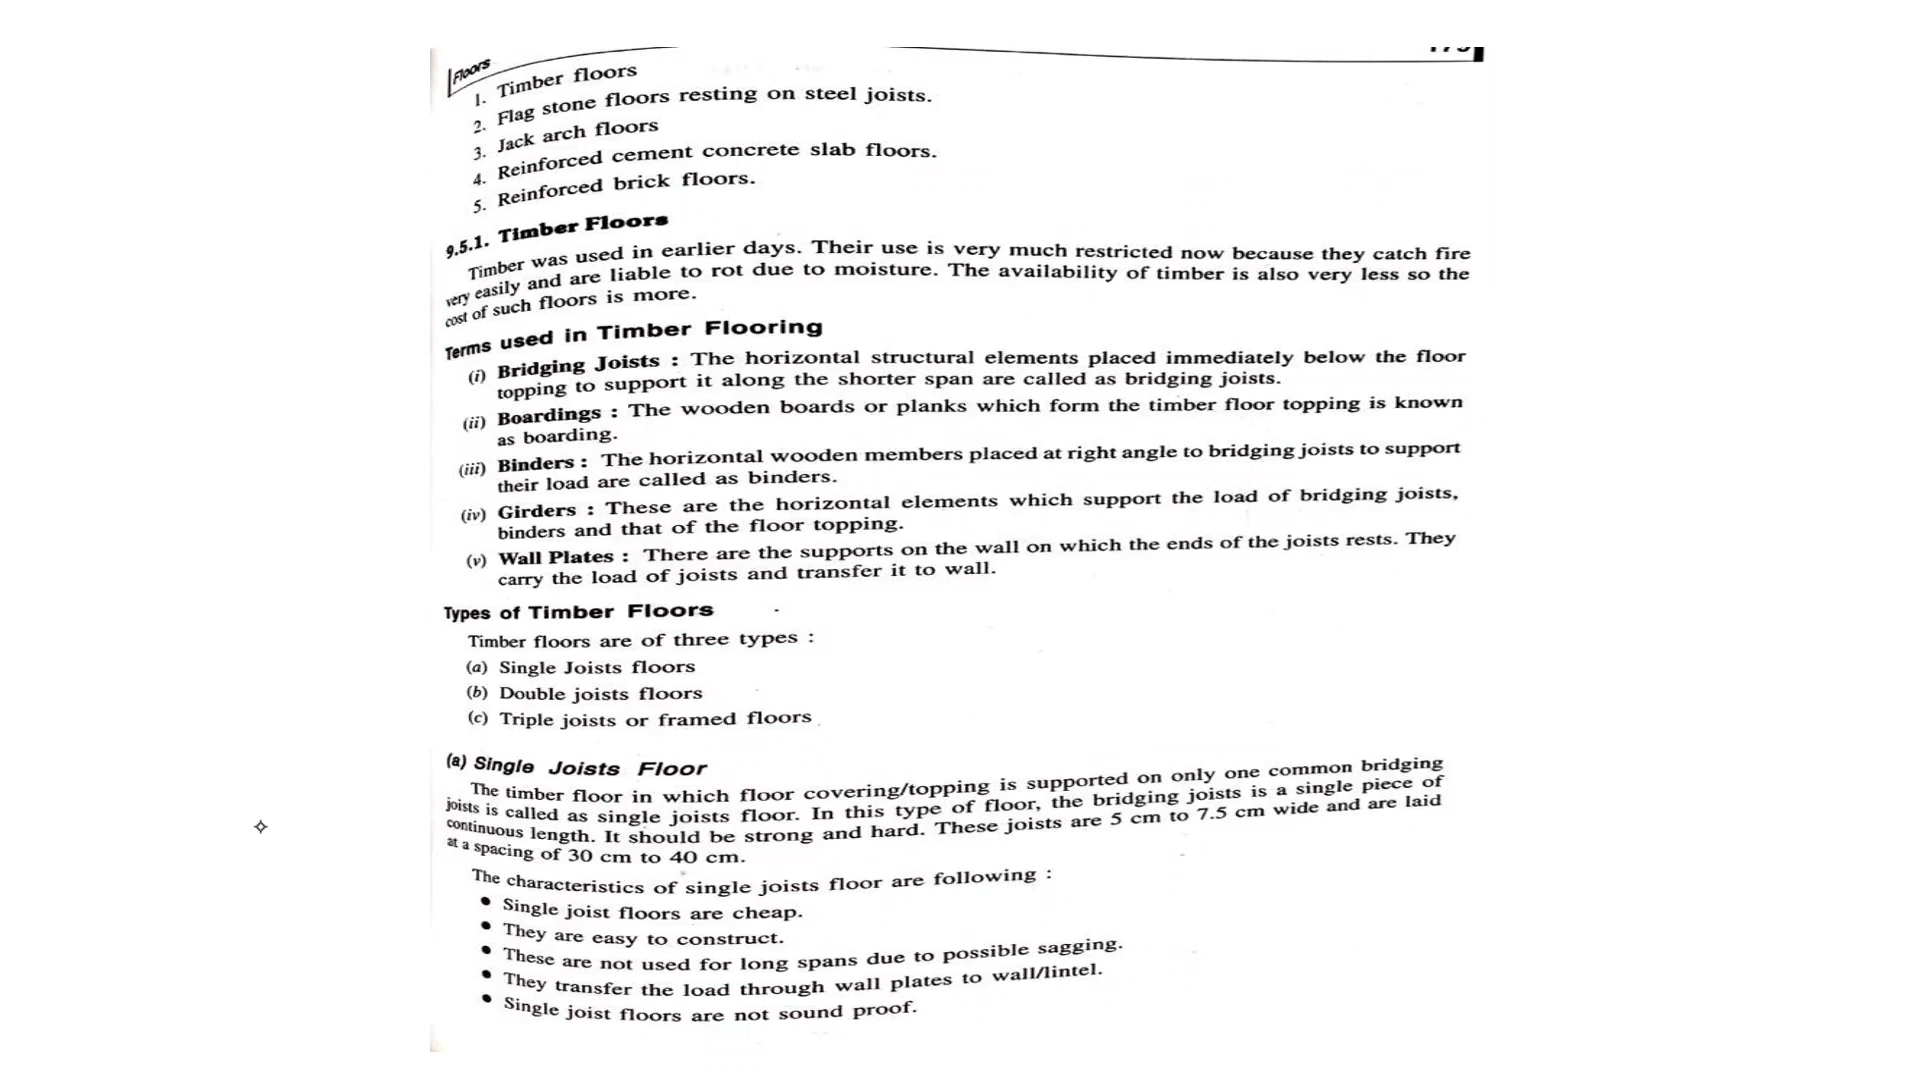 Floors
1. Timber floors
2. Flag stone floors resting on steel joists.
3. Jack arch floors
4. Reinforced cement concrete slab floors.
5. Reinforced brick floors.
9.5.1. Timber Floors
Timber was used in earlier days. Their use is very much restricted now because they catch fire
very easily and are liable to rot due to moisture. The availability of timber is also very less so the
cost of such floors is more.
Terms used in Timber Flooring
(i) Bridging Joists : The horizontal structural elements placed immediately below the floor
topping to support it along the shorter span are called as bridging joists.
(ii) Boardings : The wooden boards or planks which form the timber floor topping is known
as boarding.
(iii) Binders : The horizontal wooden members placed at right angle to bridging joists to support
their load are called as binders.
(iv) Girders : These are the horizontal elements which support the load of bridging joists,
binders and that of the floor topping.
(v) Wall Plates : There are the supports on the wall on which the ends of the joists rests. They
carry the load of joists and transfer it to wall.
Types of Timber Floors
Timber floors are of three types :
(a) Single Joists floors
(b) Double joists floors
(c) Triple joists or framed floors
(a) Single Joists Floor
The timber floor in which floor covering/topping is supported on only one common bridging
joists is called as single joists floor. In this type of floor, the bridging joists is a single piece of
continuous length. It should be strong and hard. These joists are 5 cm to 7.5 cm wide and are laid
at a spacing of 30 cm to 40 cm.
The characteristics of single joists floor are following :
• Single joist floors are cheap.
• They are easy to construct.
• These are not used for long spans due to possible sagging.
• They transfer the load through wall plates to wall/lintel.
• Single joist floors are not sound proof.